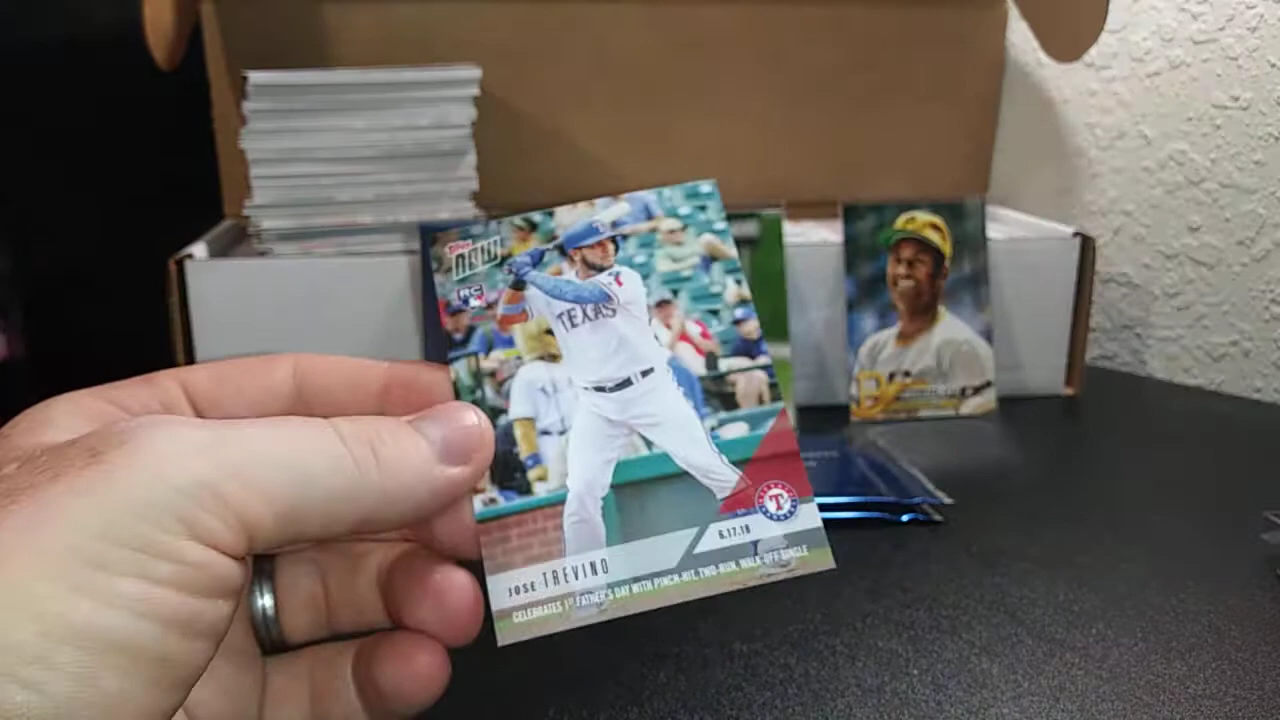 Topps
NOW
RC
TEXAS
T
6.17.18
JOSE TREVINO
CELEBRATES 1ST FATHER'S DAY WITH PINCH-HIT, TWO-RUN, WALK-OFF SINGLE